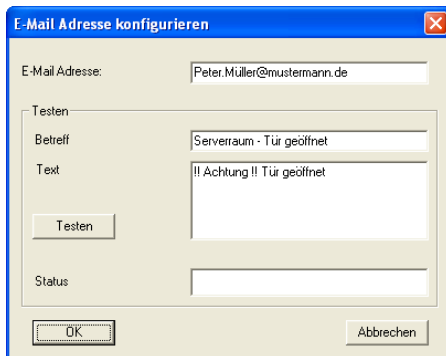 E-Mail Adresse konfigurieren
E-Mail Adresse: Peter.Müller@mustermann.de
Testen
Betreff Serverraum - Tür geöffnet
Text !! Achtung !! Tür geöffnet
Testen
Status
OK Abbrechen